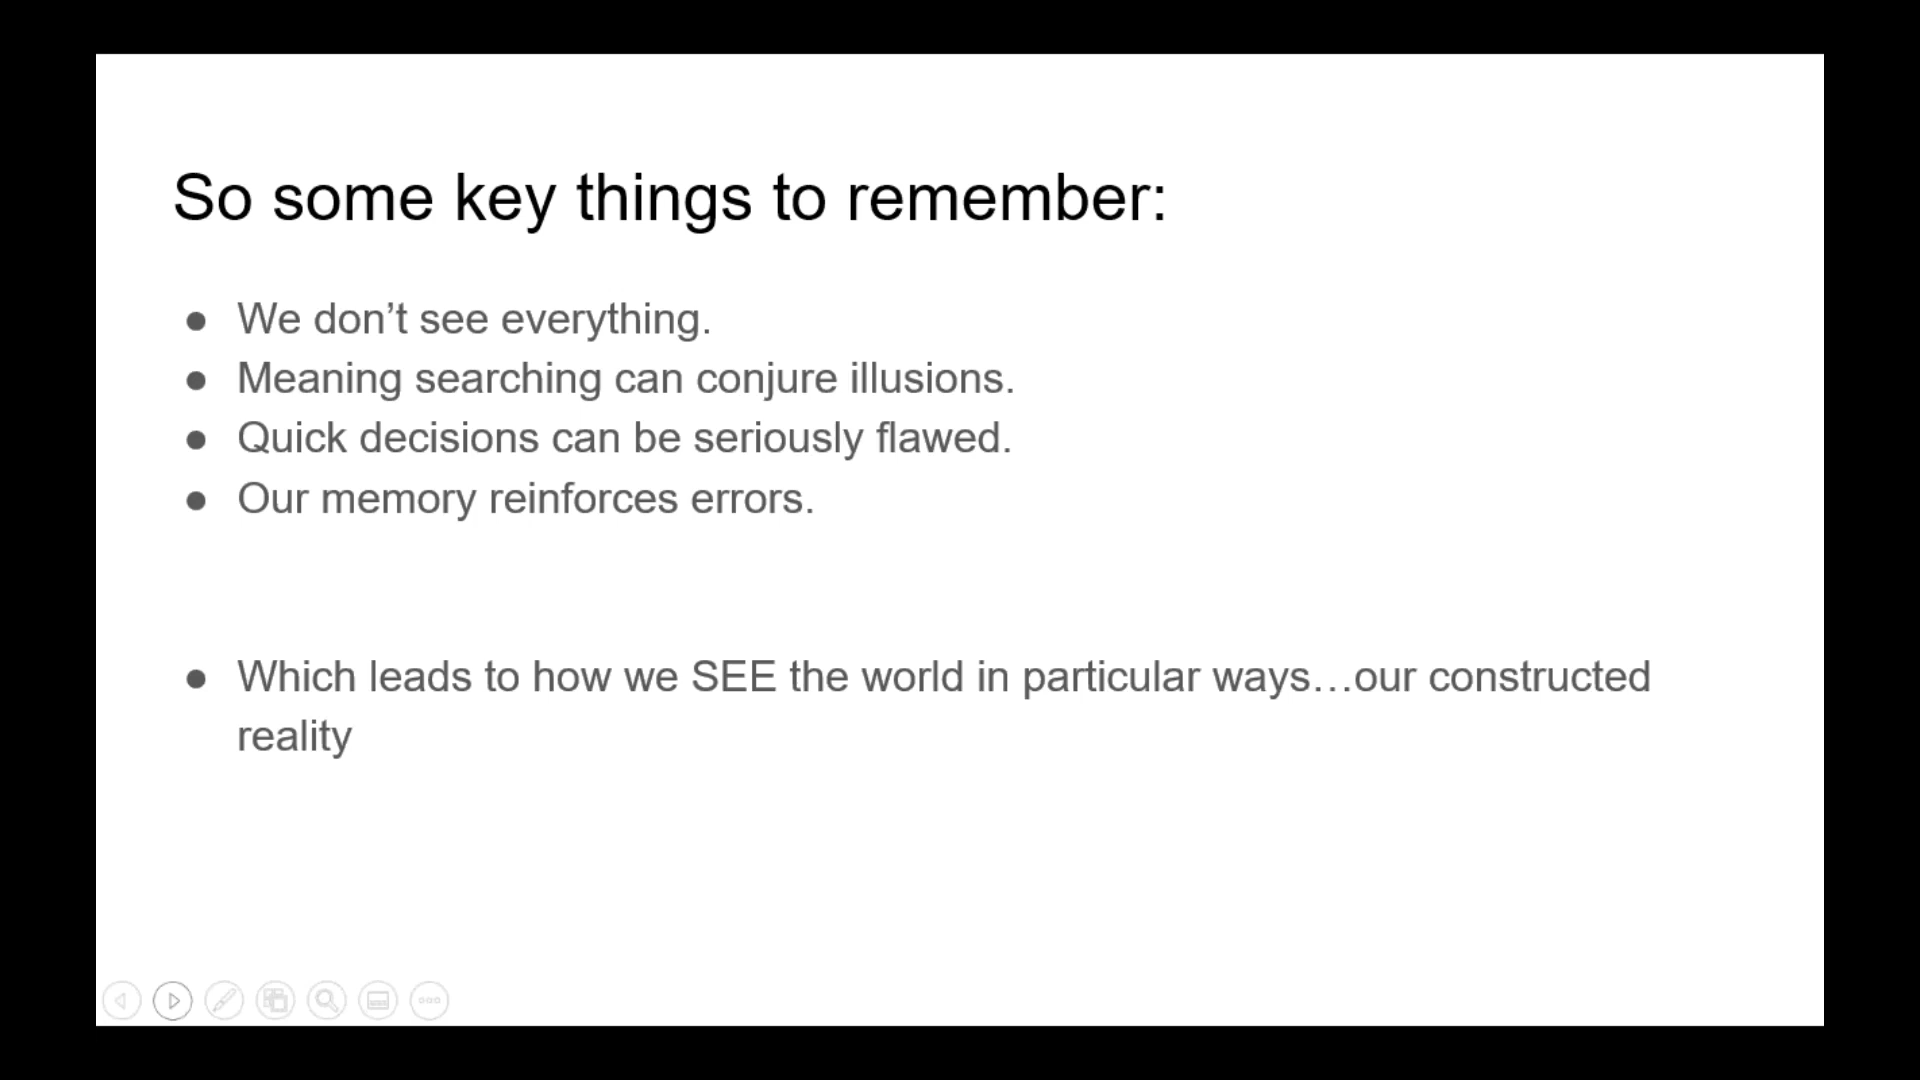 So some key things to remember:
● We don’t see everything.
● Meaning searching can conjure illusions.
● Quick decisions can be seriously flawed.
● Our memory reinforces errors.
● Which leads to how we SEE the world in particular ways…our constructed
reality